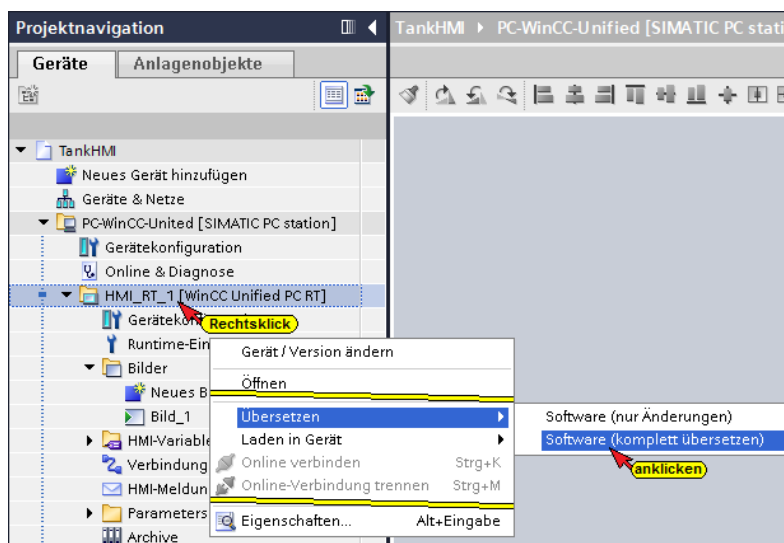 Projektnavigation
TankHMI ▸ PC-WinCC-Unified [SIMATIC PC stati
Geräte
Anlagenobjekte
TankHMI
Neues Gerät hinzufügen
Geräte & Netze
PC-WinCC-United [SIMATIC PC station]
Gerätekonfiguration
Online & Diagnose
HMI_RT_1 [WinCC Unified PC RT]
Rechtsklick
Gerätekon
Runtime-Ein
Bilder
Neues B
Bild_1
HMI-Variable
Verbindung
HMI-Meldun
Parameters
Archive
Gerät / Version ändern
Öffnen
Übersetzen
Laden in Gerät
Online verbinden Strg+K
Online-Verbindung trennen Strg+M
Eigenschaften... Alt+Eingabe
Software (nur Änderungen)
Software (komplett übersetzen)
anklicken